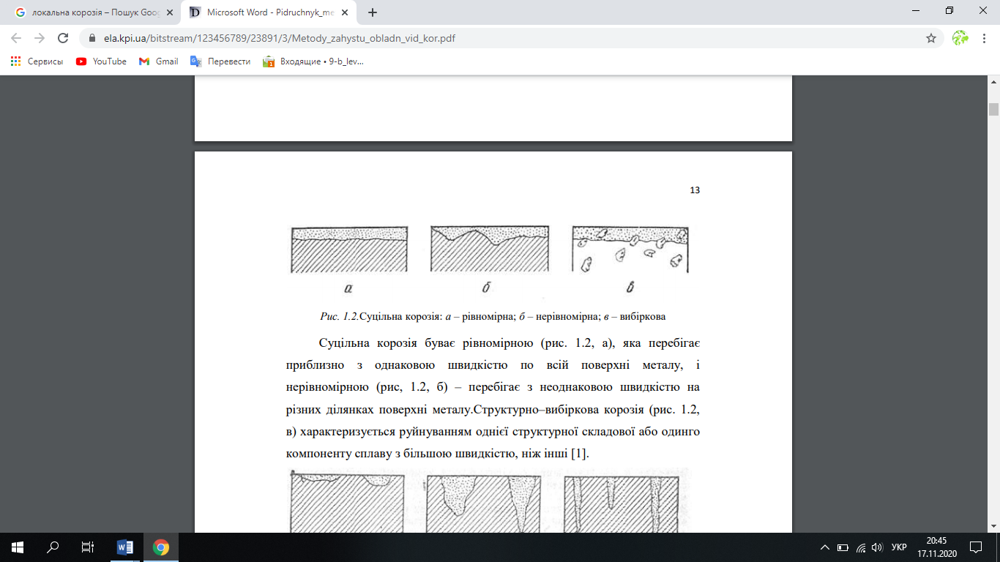 локальна корозія – Пошук Goog
Microsoft Word - Pidruchnyk_me
ela.kpi.ua/bitstream/123456789/23891/3/Metody_zahystu_obladn_vid_kor.pdf
Сервисы YouTube Gmail Перевести Входящие • 9-b_lev...
13
а б в
Рис. 1.2.Суцільна корозія: а – рівномірна; б – нерівномірна; в – вибіркова
Суцільна корозія буває рівномірною (рис. 1.2, а), яка перебігає
приблизно з однаковою швидкістю по всій поверхні металу, і
нерівномірною (рис, 1.2, б) – перебігає з неоднаковою швидкістю на
різних ділянках поверхні металу.Структурно–вибіркова корозія (рис. 1.2,
в) характеризується руйнуванням однієї структурної складової або одинго
компоненту сплаву з більшою швидкістю, ніж інші [1].
УКР
20:45
17.11.2020